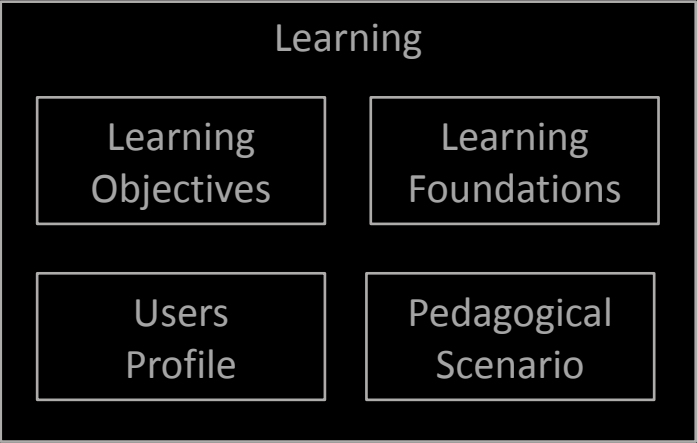 Learning
Learning
Objectives
Learning
Foundations
Users
Profile
Pedagogical
Scenario